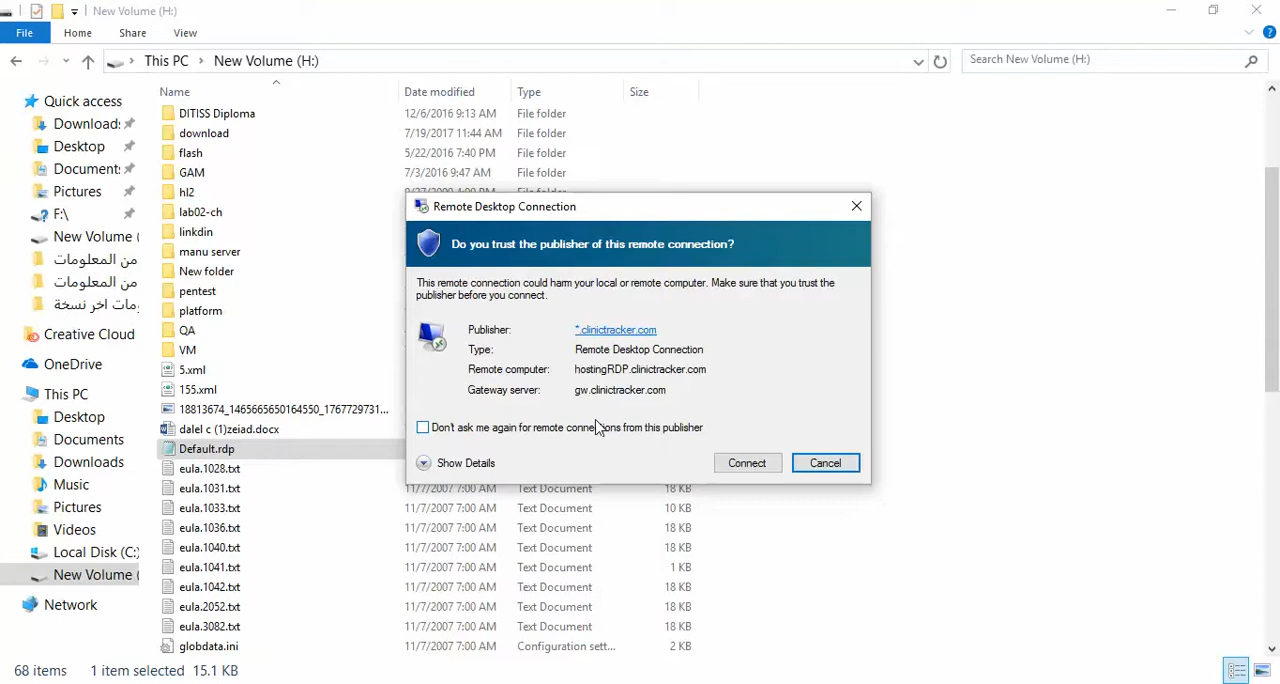 New Volume (H:)
File Home Share View
This PC New Volume (H:) Search New Volume (H:)
Name Date modified Type Size
Quick access
Downloads
Desktop
Documents
Pictures
F:\
New Volume (
من المعلومات
من المعلومات
مات اخر نسخة
Creative Cloud
OneDrive
This PC
Desktop
Documents
Downloads
Music
Pictures
Videos
Local Disk (C:)
New Volume (
Network
DITISS Diploma 12/6/2016 9:13 AM File folder
download 7/19/2017 11:44 AM File folder
flash 5/22/2016 7:40 PM File folder
GAM 7/3/2016 9:47 AM File folder
hl2
lab02-ch
linkdin
manu server
New folder
pentest
platform
QA
VM
5.xml
155.xml
18813674_1465665650164550_1767729731...
dalel c (1)zeiad.docx
Default.rdp
eula.1028.txt
eula.1031.txt 11/7/2007 7:00 AM Text Document 18 KB
eula.1033.txt 11/7/2007 7:00 AM Text Document 10 KB
eula.1036.txt 11/7/2007 7:00 AM Text Document 18 KB
eula.1040.txt 11/7/2007 7:00 AM Text Document 18 KB
eula.1041.txt 11/7/2007 7:00 AM Text Document 1 KB
eula.1042.txt 11/7/2007 7:00 AM Text Document 18 KB
eula.2052.txt 11/7/2007 7:00 AM Text Document 18 KB
eula.3082.txt 11/7/2007 7:00 AM Text Document 18 KB
globdata.ini 11/7/2007 7:00 AM Configuration sett... 2 KB
Remote Desktop Connection
Do you trust the publisher of this remote connection?
This remote connection could harm your local or remote computer. Make sure that you trust the
publisher before you connect.
Publisher: *.clinictracker.com
Type: Remote Desktop Connection
Remote computer: hostingRDP.clinictracker.com
Gateway server: gw.clinictracker.com
Don't ask me again for remote connections from this publisher
Show Details Connect Cancel
68 items 1 item selected 15.1 KB